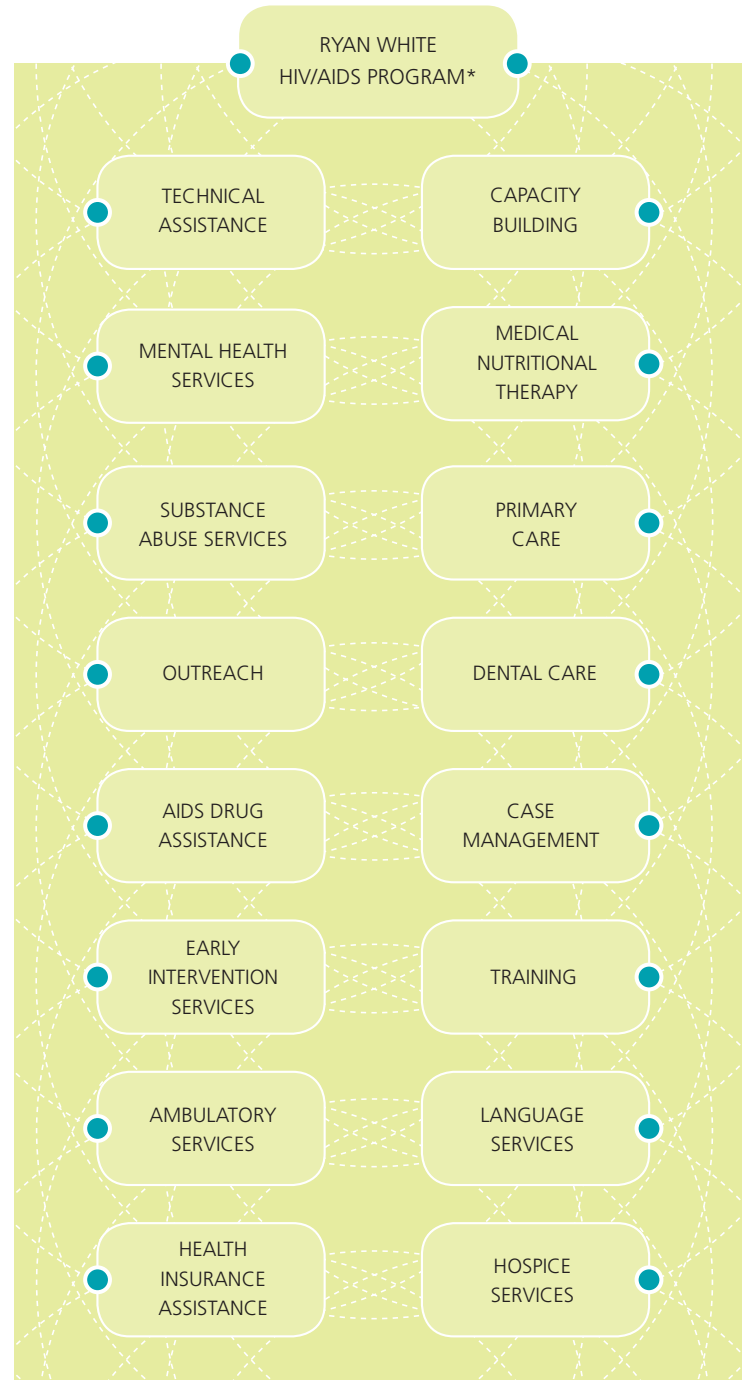 RYAN WHITE
HIV/AIDS PROGRAM*
TECHNICAL
ASSISTANCE
CAPACITY
BUILDING
MENTAL HEALTH
SERVICES
MEDICAL
NUTRITIONAL
THERAPY
SUBSTANCE
ABUSE SERVICES
PRIMARY
CARE
OUTREACH
DENTAL CARE
AIDS DRUG
ASSISTANCE
CASE
MANAGEMENT
EARLY
INTERVENTION
SERVICES
TRAINING
AMBULATORY
SERVICES
LANGUAGE
SERVICES
HEALTH
INSURANCE
ASSISTANCE
HOSPICE
SERVICES